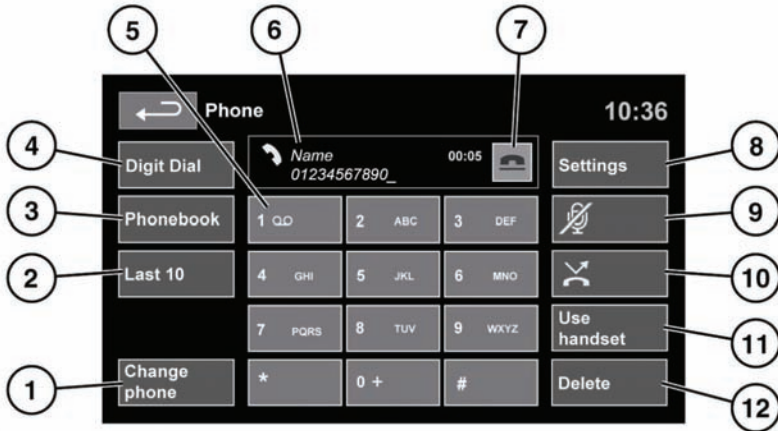 5
6
7
Phone
10:36
4
Digit Dial
Name
00:05
01234567890_
Settings
8
3
Phonebook
1
2 ABC
3 DEF
9
2
Last 10
4 GHI
5 JKL
6 MNO
10
7 PQRS
8 TUV
9 WXYZ
Use
handset
11
1
Change
phone
*
0 +
#
Delete
12